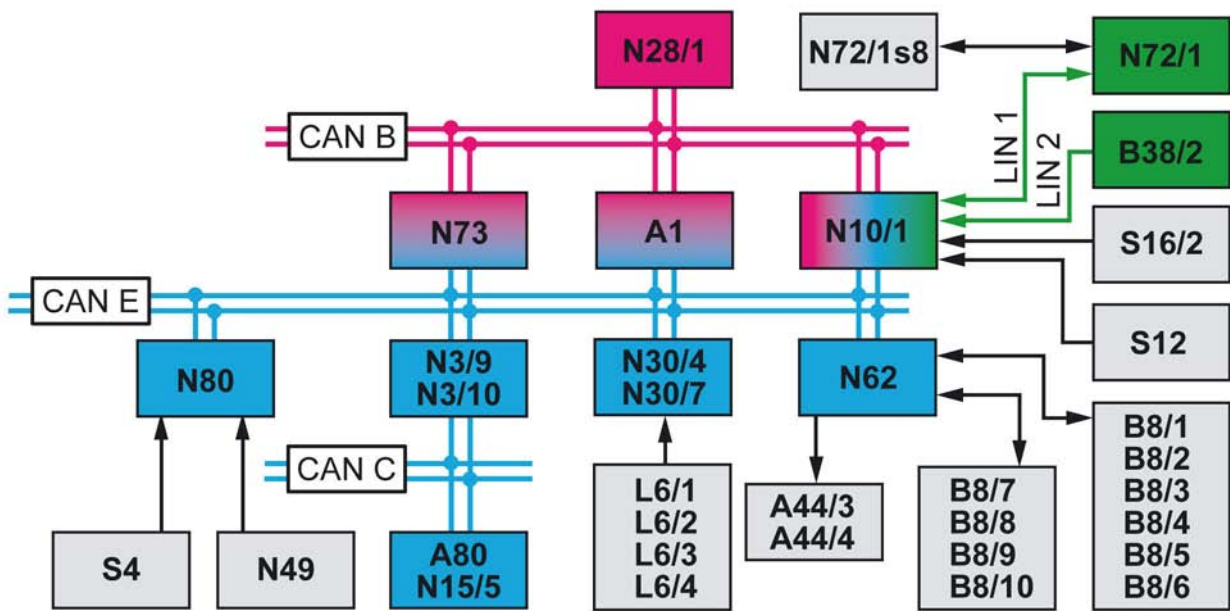 N28/1
N72/1s8
N72/1
CAN B
LIN 1
LIN 2
B38/2
N73
A1
N10/1
S16/2
CAN E
S12
N80
N3/9
N3/10
N30/4
N30/7
N62
CAN C
S4
N49
A80
N15/5
L6/1
L6/2
L6/3
L6/4
A44/3
A44/4
B8/7
B8/8
B8/9
B8/10
B8/1
B8/2
B8/3
B8/4
B8/5
B8/6